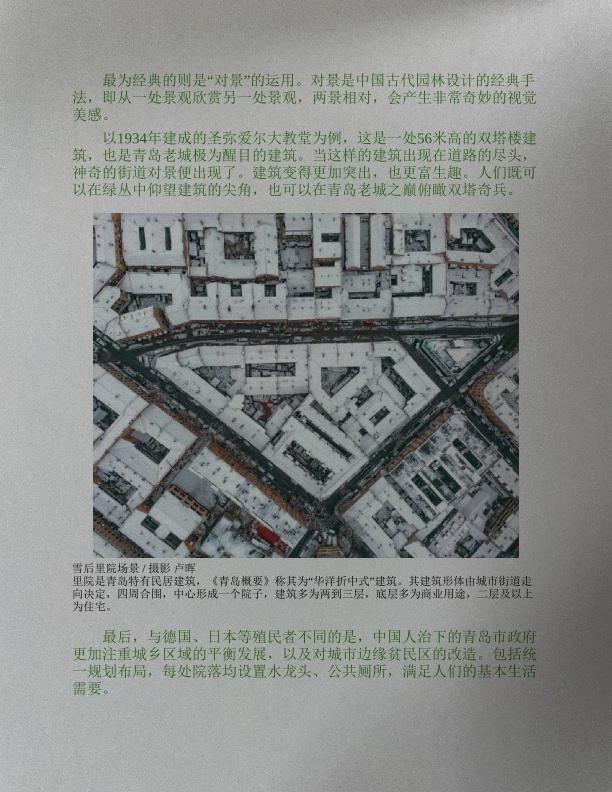 最为经典的则是“对景”的运用。对景是中国古代园林设计的经典手
法，即从一处景观欣赏另一处景观，两景相对，会产生非常奇妙的视觉
美感。
以1934年建成的圣弥爱尔大教堂为例，这是一处56米高的双塔楼建
筑，也是青岛老城极为醒目的建筑。当这样的建筑出现在道路的尽头，
神奇的街道对景便出现了。建筑变得更加突出，也更富生趣。人们既可
以在绿丛中仰望建筑的尖角，也可以在青岛老城之巅俯瞰双塔奇兵。
雪后里院场景 / 摄影 卢晖
里院是青岛特有民居建筑，《青岛概要》称其为“华洋折中式”建筑。其建筑形体由城市街道走
向决定，四周合围，中心形成一个院子，建筑多为两到三层，底层多为商业用途，二层及以上
为住宅。
最后，与德国、日本等殖民者不同的是，中国人治下的青岛市政府
更加注重城乡区域的平衡发展，以及对城市边缘贫民区的改造。包括统
一规划布局，每处院落均设置水龙头、公共厕所，满足人们的基本生活
需要。